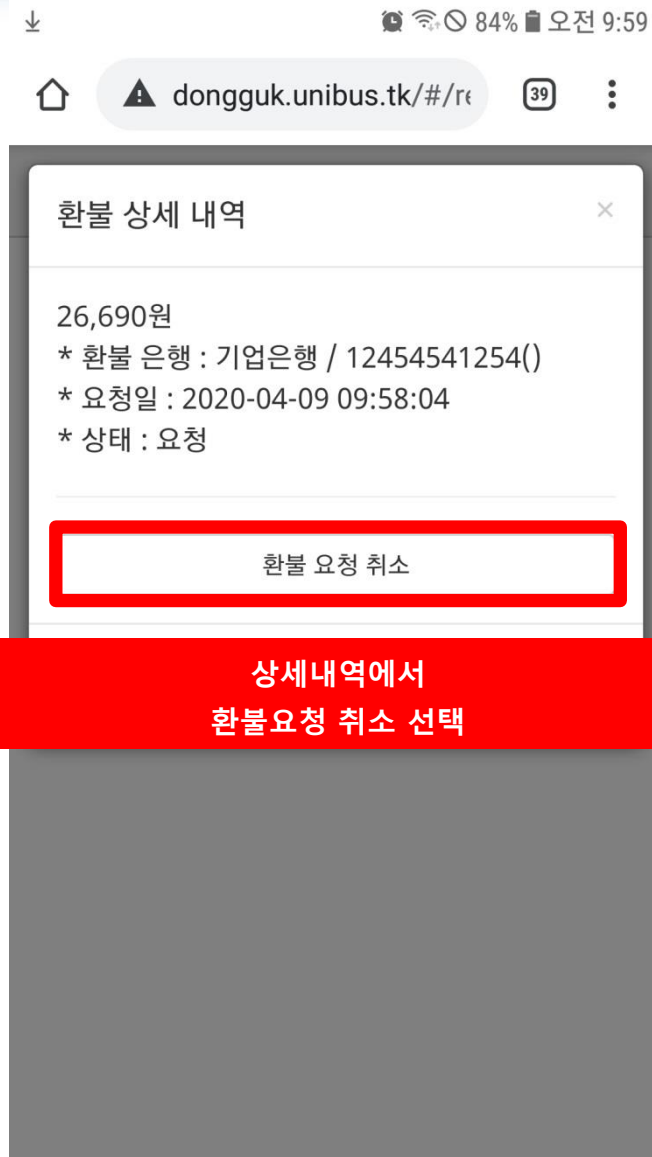 84% 오전 9:59
dongguk.unibus.tk/#/re
39
환불 상세 내역
26,690원
* 환불 은행 : 기업은행 / 12454541254()
* 요청일 : 2020-04-09 09:58:04
* 상태 : 요청
환불 요청 취소
상세내역에서
환불요청 취소 선택